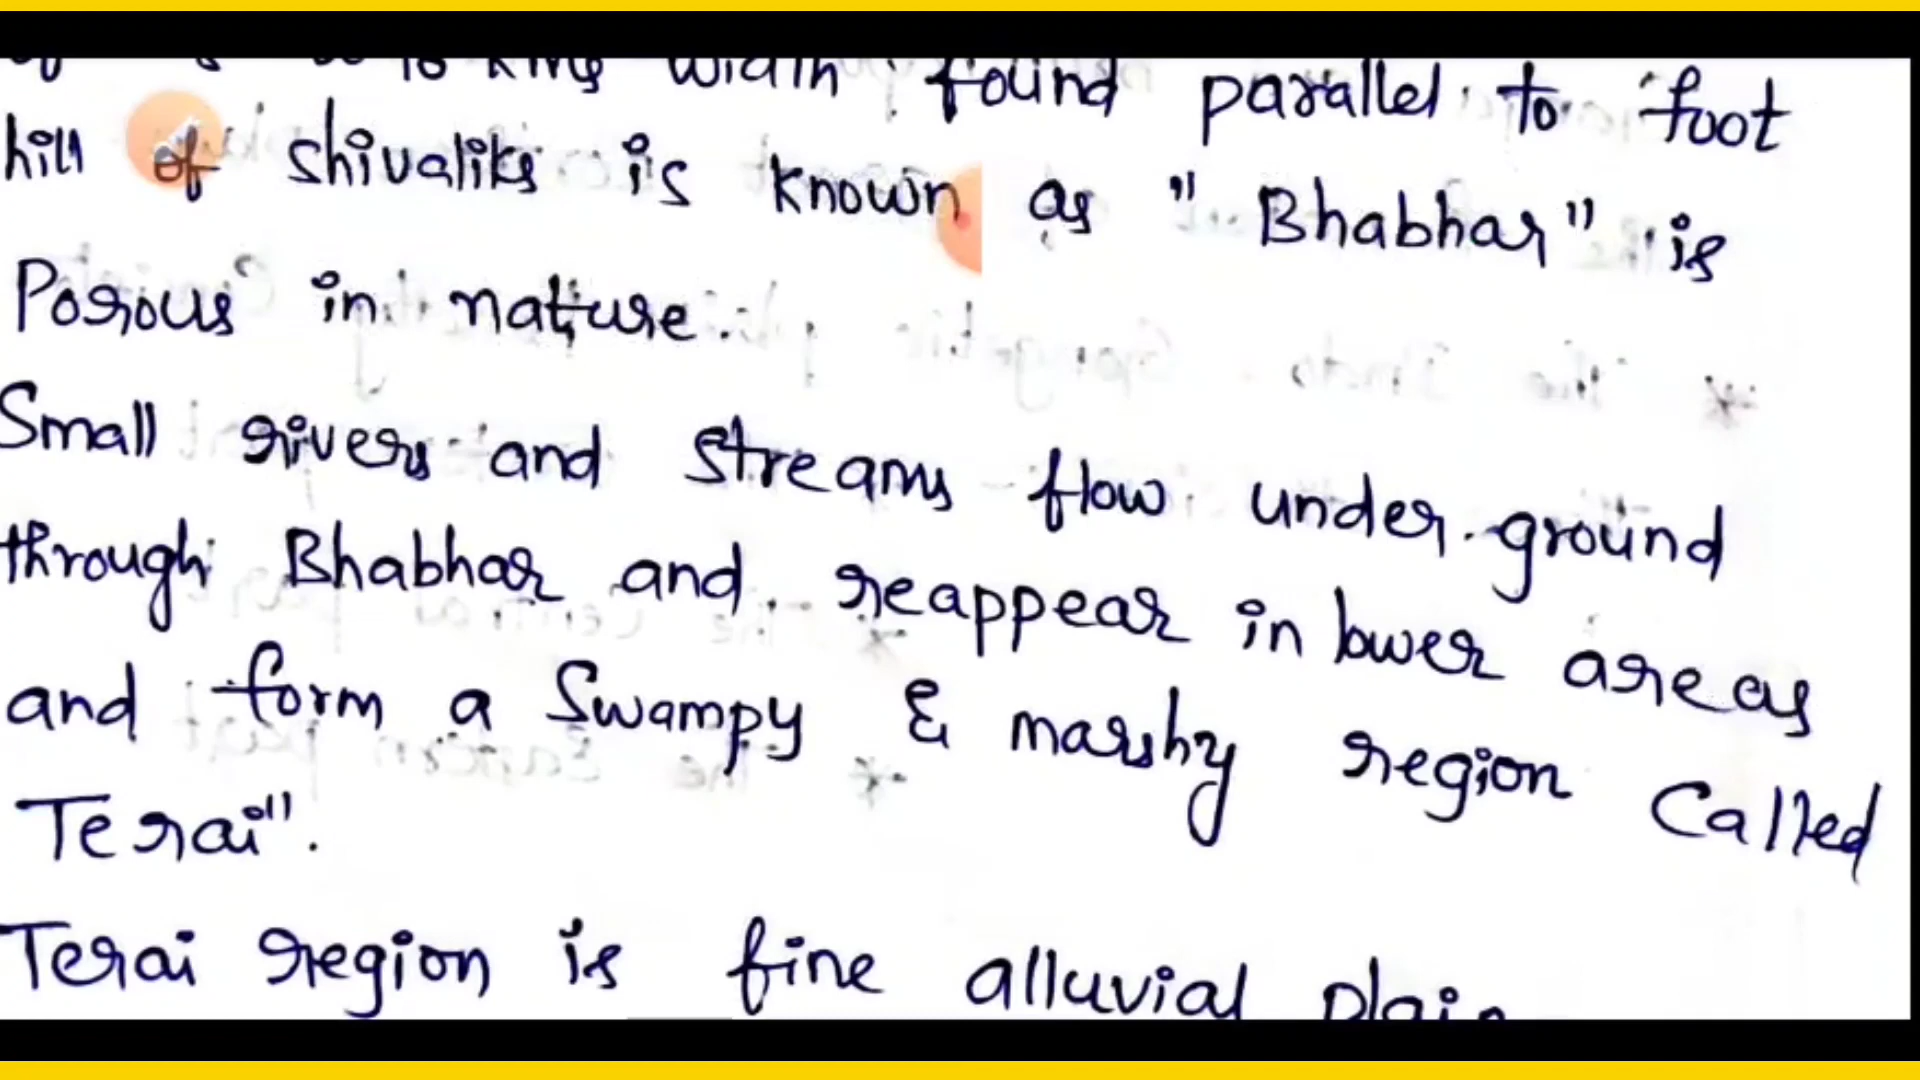 width found parallel to foot
hill of shivaliks is known as "Bhabhar" is
Porous in nature.
Small rivers and streams flow under ground
through Bhabhar and reappear in lower areas
and form a Swampy & marshy region called
Terai".
Terai region is fine alluvial plain